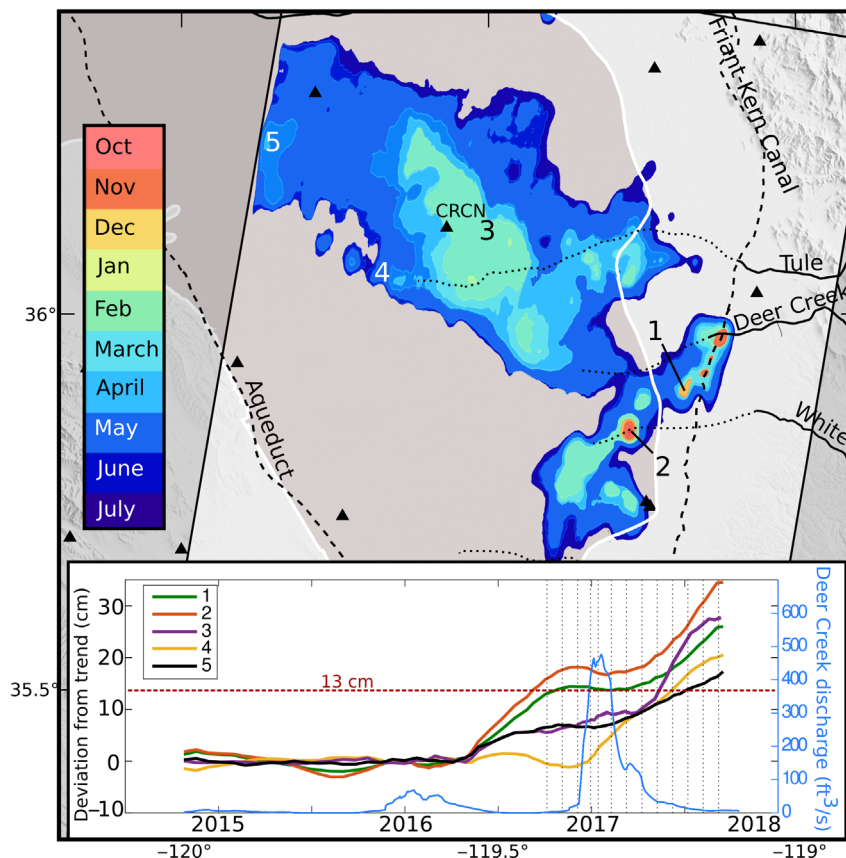 Friant-Kern Canal
Oct
Nov
Dec
Jan
Feb
March
April
May
June
July
5
CRCN
3
4
Tule
36°
Deer Creek
1
Aqueduct
White
2
1
2
3
4
5
Deviation from trend (cm)
30
20
10
0
−10
13 cm
Deer Creek discharge (ft³/s)
600
500
400
300
200
100
0
35.5°
2015
2016
2017
2018
−120°
−119.5°
−119°